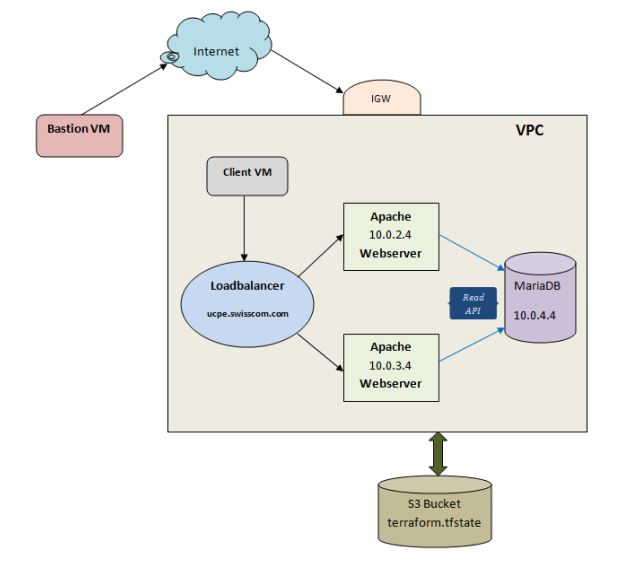 Internet
IGW
Bastion VM
VPC
Client VM
Apache
10.0.2.4
Webserver
Loadbalancer
ucpe.swisscom.com
Read
API
MariaDB
10.0.4.4
Apache
10.0.3.4
Webserver
S3 Bucket
terraform.tfstate